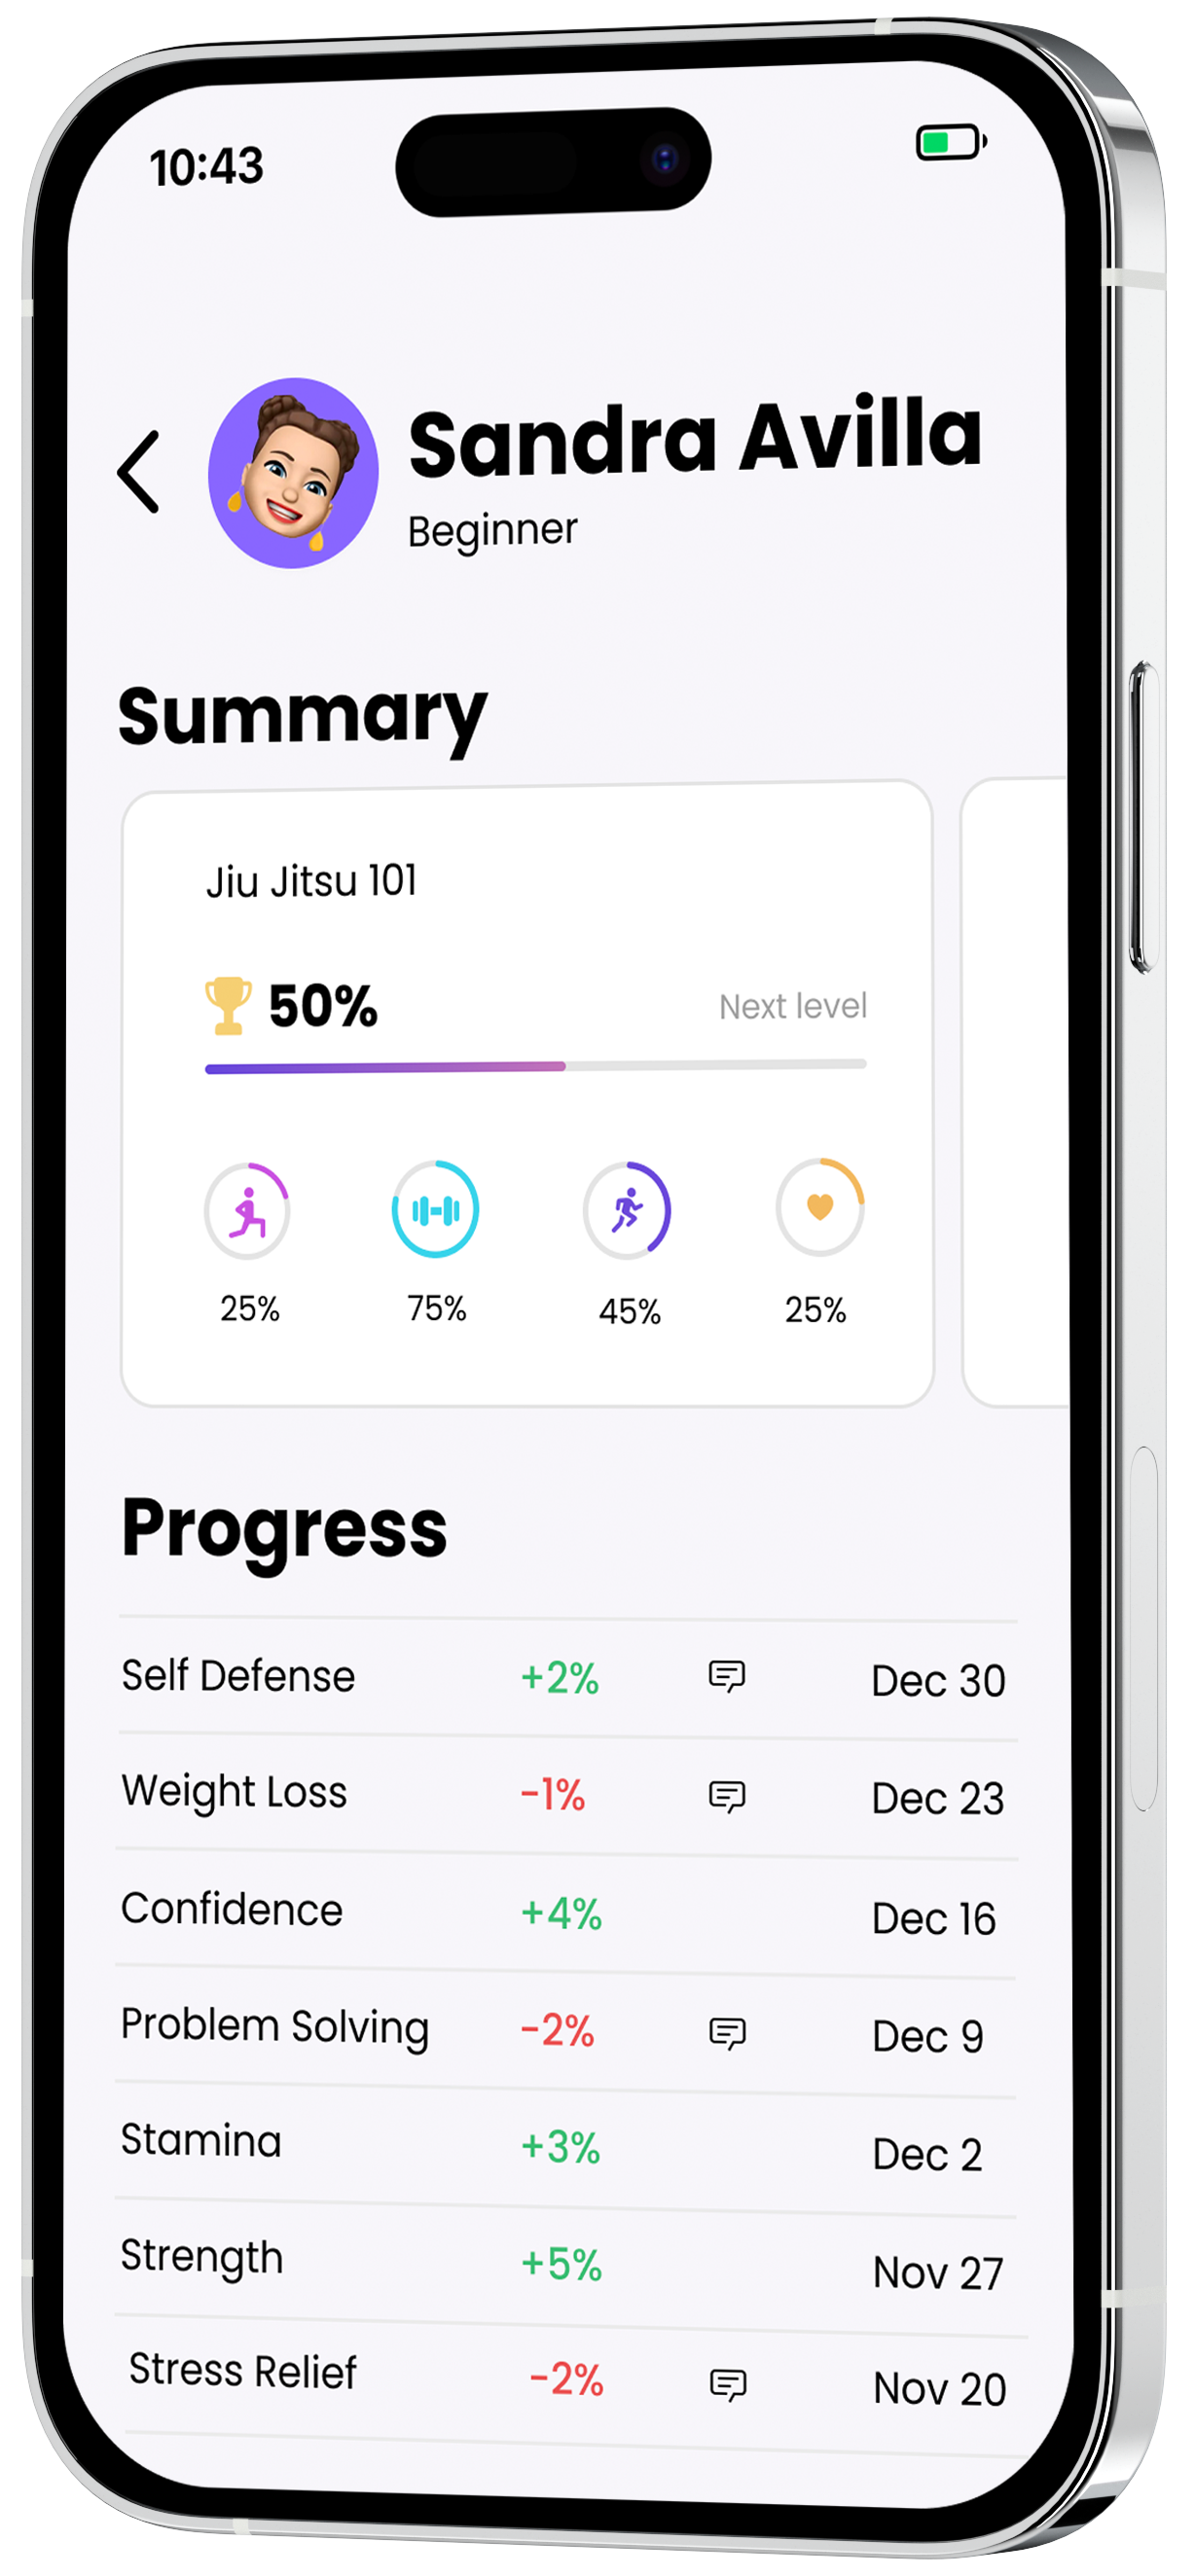 10:43
Sandra Avilla
Beginner
Summary
Jiu Jitsu 101
50% Next level
25% 75% 45% 25%
Progress
Self Defense +2% Dec 30
Weight Loss -1% Dec 23
Confidence +4% Dec 16
Problem Solving -2% Dec 9
Stamina +3% Dec 2
Strength +5% Nov 27
Stress Relief -2% Nov 20